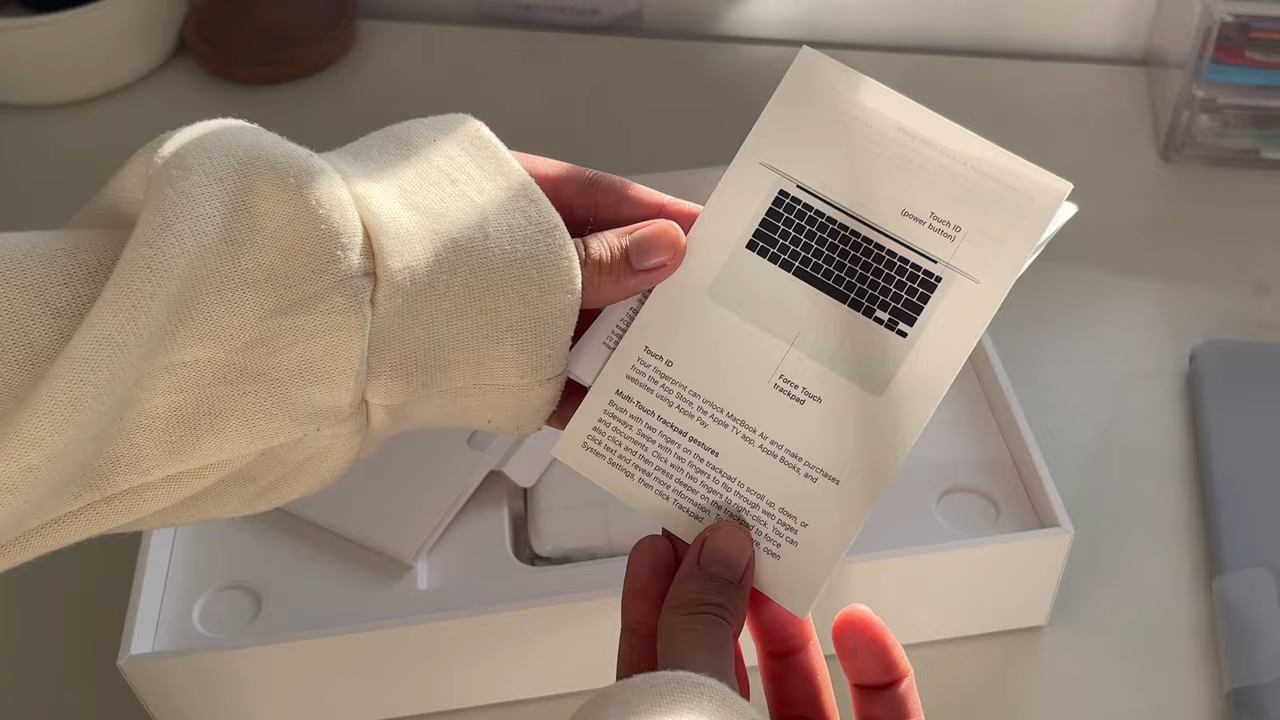 Touch ID
(power button)
Force Touch
trackpad
Touch ID
Your fingerprint can unlock MacBook Air and make purchases
from the App Store, the Apple TV app, Apple Books, and
websites using Apple Pay.
Multi-Touch trackpad gestures
Brush with two fingers on the trackpad to scroll up, down, or
sideways. Swipe with two fingers to flip through web pages
and documents. Click with two fingers to right-click. You can
also click and then press deeper on the trackpad to force
click text and reveal more information. To open
System Settings, then click Trackpad.